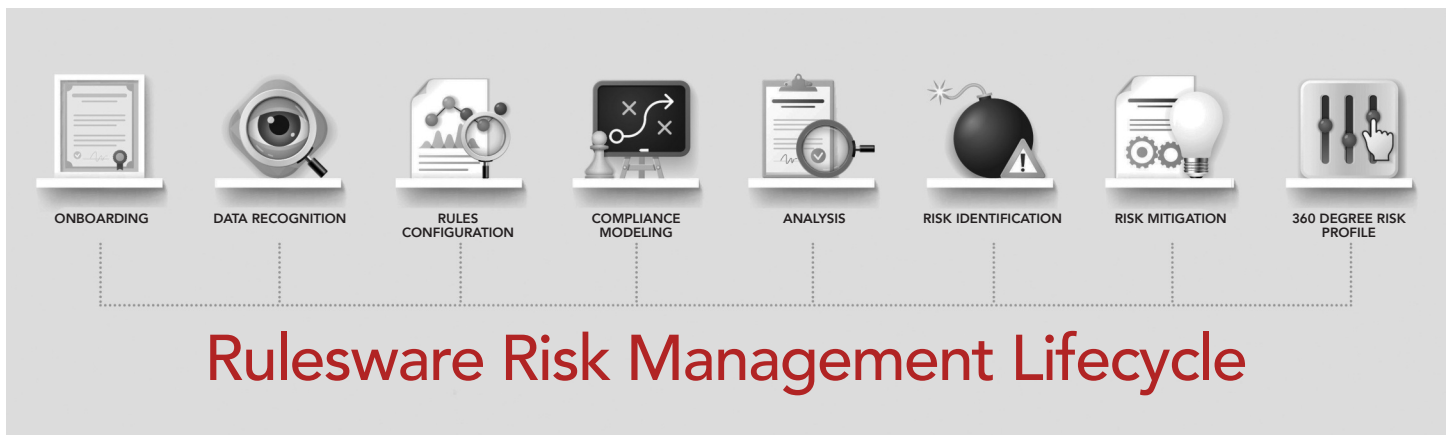 ONBOARDING
DATA RECOGNITION
RULES
CONFIGURATION
COMPLIANCE
MODELING
ANALYSIS
RISK IDENTIFICATION
RISK MITIGATION
360 DEGREE RISK
PROFILE
Rulesware Risk Management Lifecycle